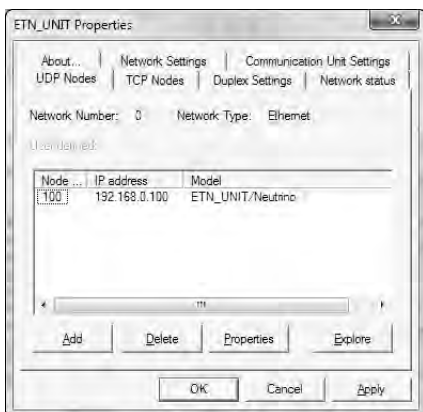 ETN_UNIT Properties
About... Network Settings Communication Unit Settings
UDP Nodes TCP Nodes Duplex Settings Network status
Network Number: 0 Network Type: Ethernet
User defined:
Node ... IP address Model
100 192.168.0.100 ETN_UNIT/Neutrino
Add Delete Properties Explore
OK Cancel Apply